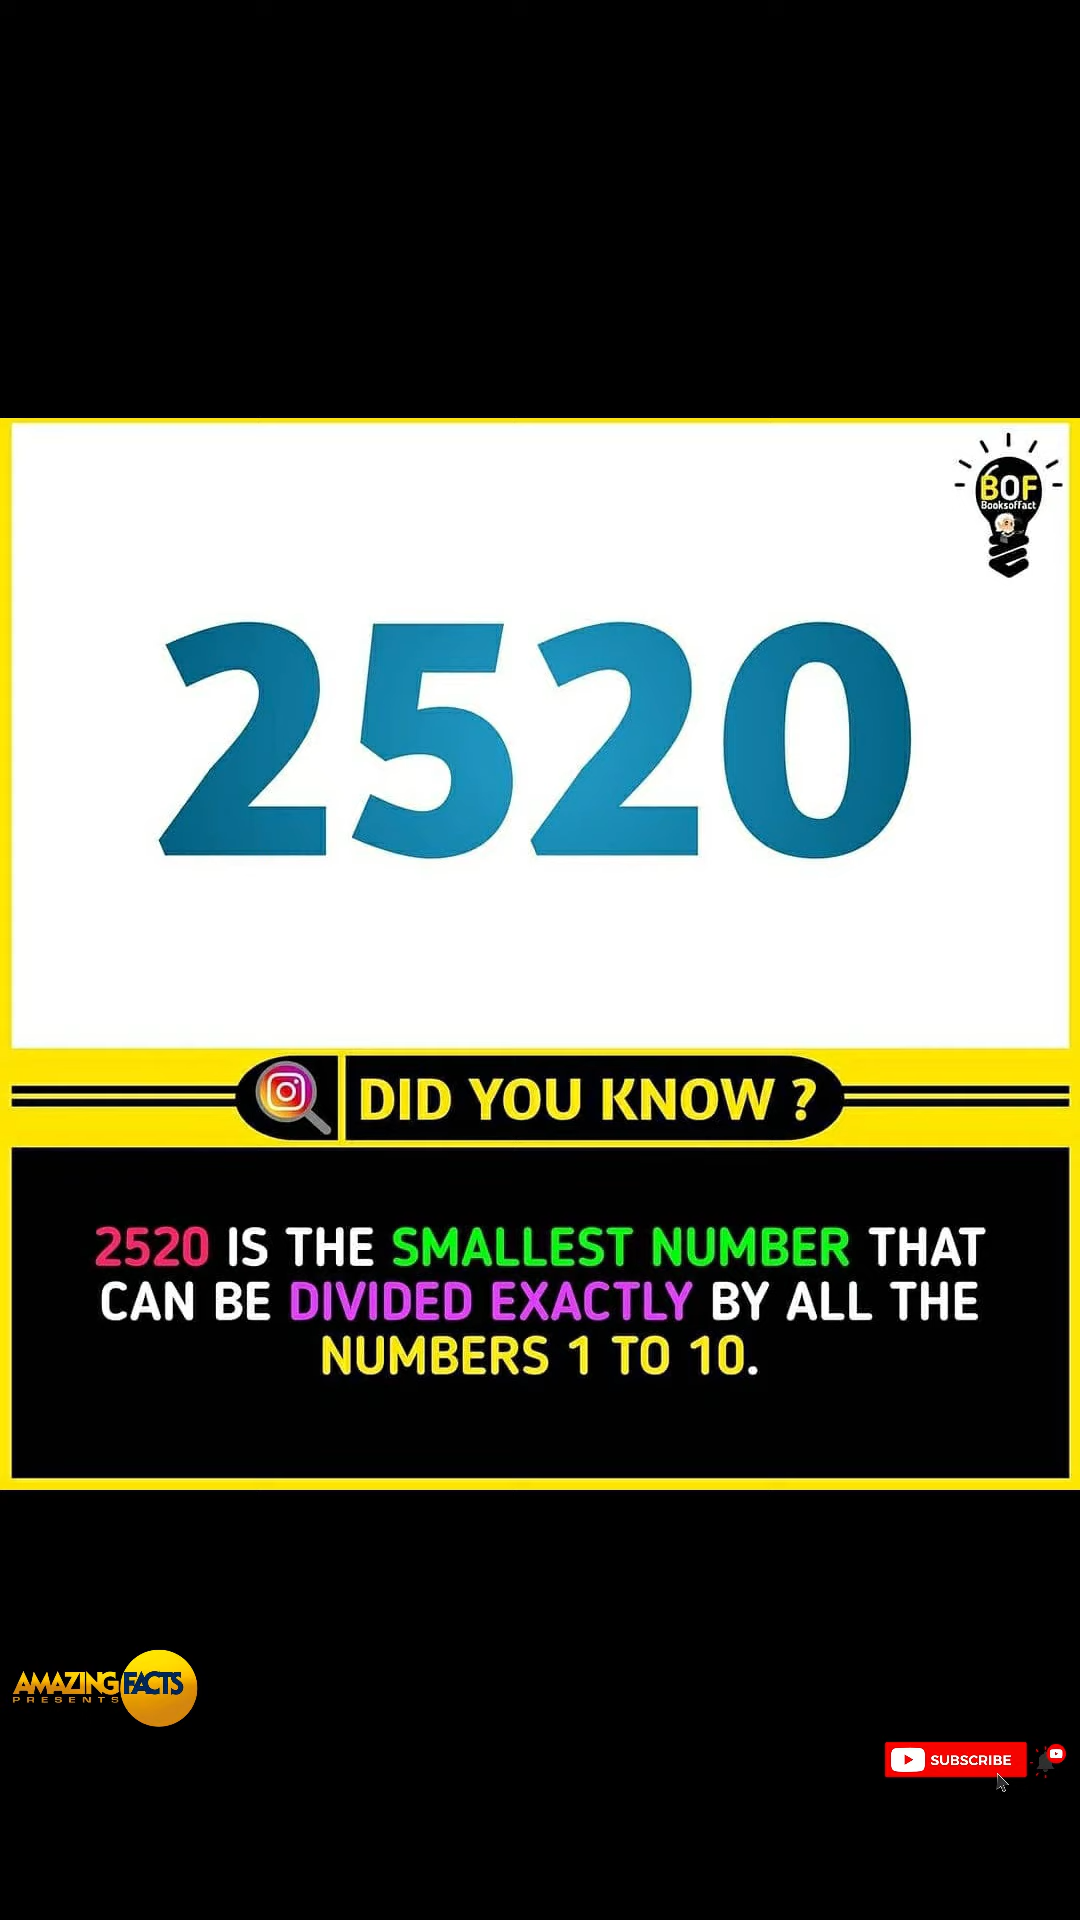 BOF
Booksoffact
2520
DID YOU KNOW ?
2520 IS THE SMALLEST NUMBER THAT
CAN BE DIVIDED EXACTLY BY ALL THE
NUMBERS 1 TO 10.
AMAZING FACTS
PRESENTS
SUBSCRIBE